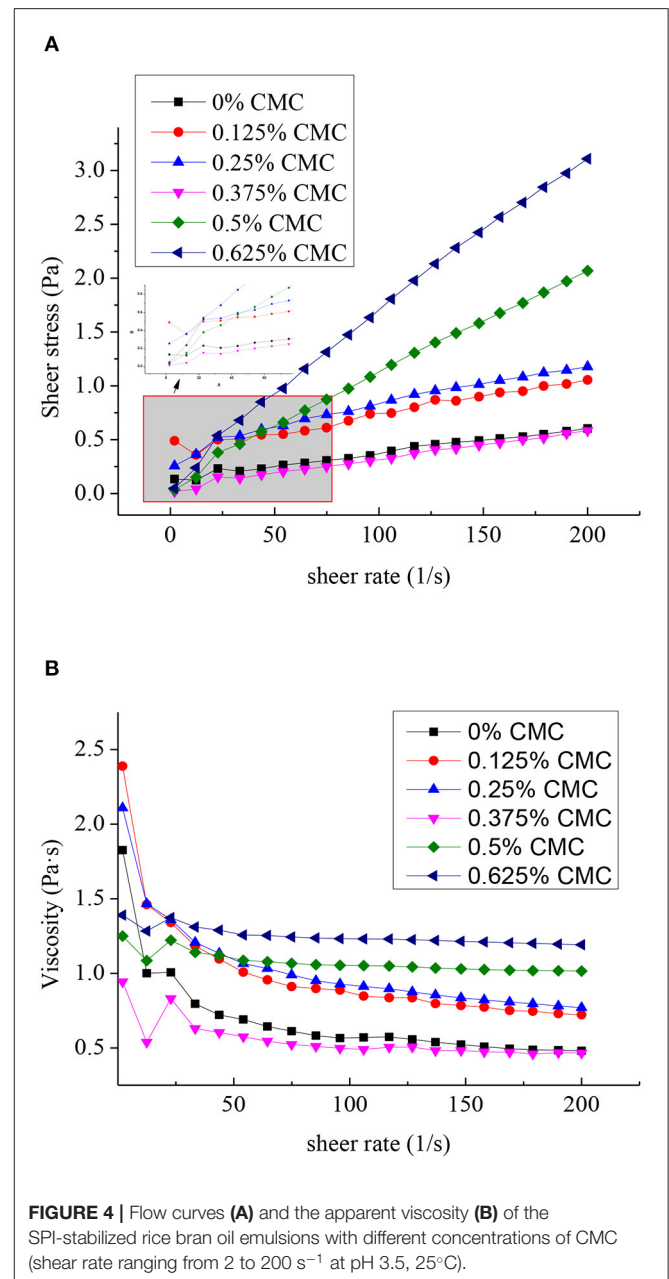 A
0% CMC
0.125% CMC
0.25% CMC
0.375% CMC
0.5% CMC
0.625% CMC
3.0
2.5
2.0
1.5
1.0
0.5
0.0
Sheer stress (Pa)
0 50 100 150 200
sheer rate (1/s)
B
0% CMC
0.125% CMC
0.25% CMC
0.375% CMC
0.5% CMC
0.625% CMC
2.5
2.0
1.5
1.0
0.5
Viscosity (Pa·s)
50 100 150 200
sheer rate (1/s)
FIGURE 4 | Flow curves (A) and the apparent viscosity (B) of the
SPI-stabilized rice bran oil emulsions with different concentrations of CMC
(shear rate ranging from 2 to 200 s−1 at pH 3.5, 25°C).